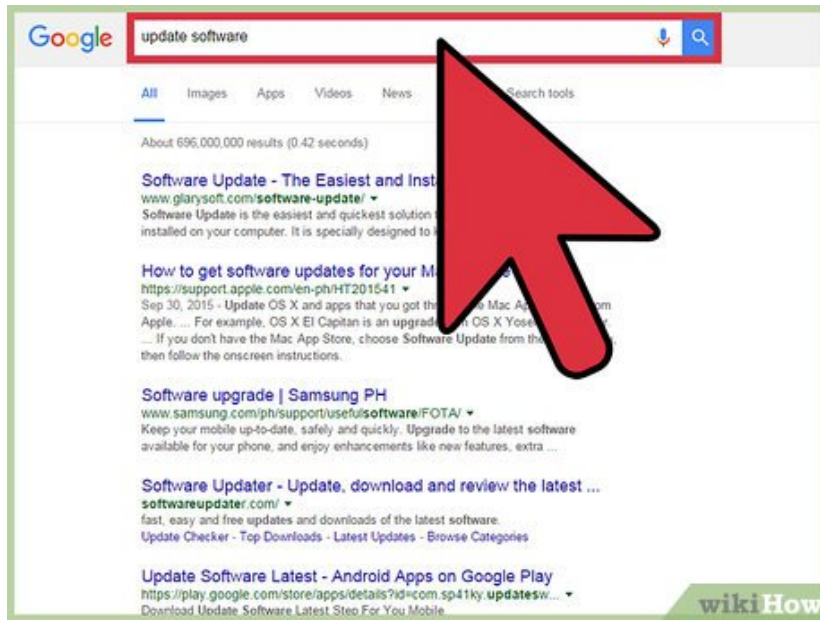 Google
update software
All Images Apps Videos News Search tools
About 696,000,000 results (0.42 seconds)
Software Update - The Easiest and Inst
www.glarysoft.com/software-update/
Software Update is the easiest and quickest solution
installed on your computer. It is specially designed to
How to get software updates for your M
https://support.apple.com/en-ph/HT201541
Sep 30, 2015 - Update OS X and apps that you got Mac
Apple. ... For example, OS X El Capitan is an upgrade OS X
... If you don't have the Mac App Store, choose Software Update from
then follow the onscreen instructions.
Software upgrade | Samsung PH
www.samsung.com/ph/support/usefulsoftware/FOTA/
Keep your mobile up-to-date, safely and quickly. Upgrade to the latest software
available for your phone, and enjoy enhancements like new features, extra ...
Software Updater - Update, download and review the latest ...
softwareupdater.com/
fast, easy and free updates and downloads of the latest software.
Update Checker - Top Downloads - Latest Updates - Browse Categories
Update Software Latest - Android Apps on Google Play
https://play.google.com/store/apps/details?id=com.sp41ky.updatesw...
Download Update Software Latest Step For You Mobile
wikiHow